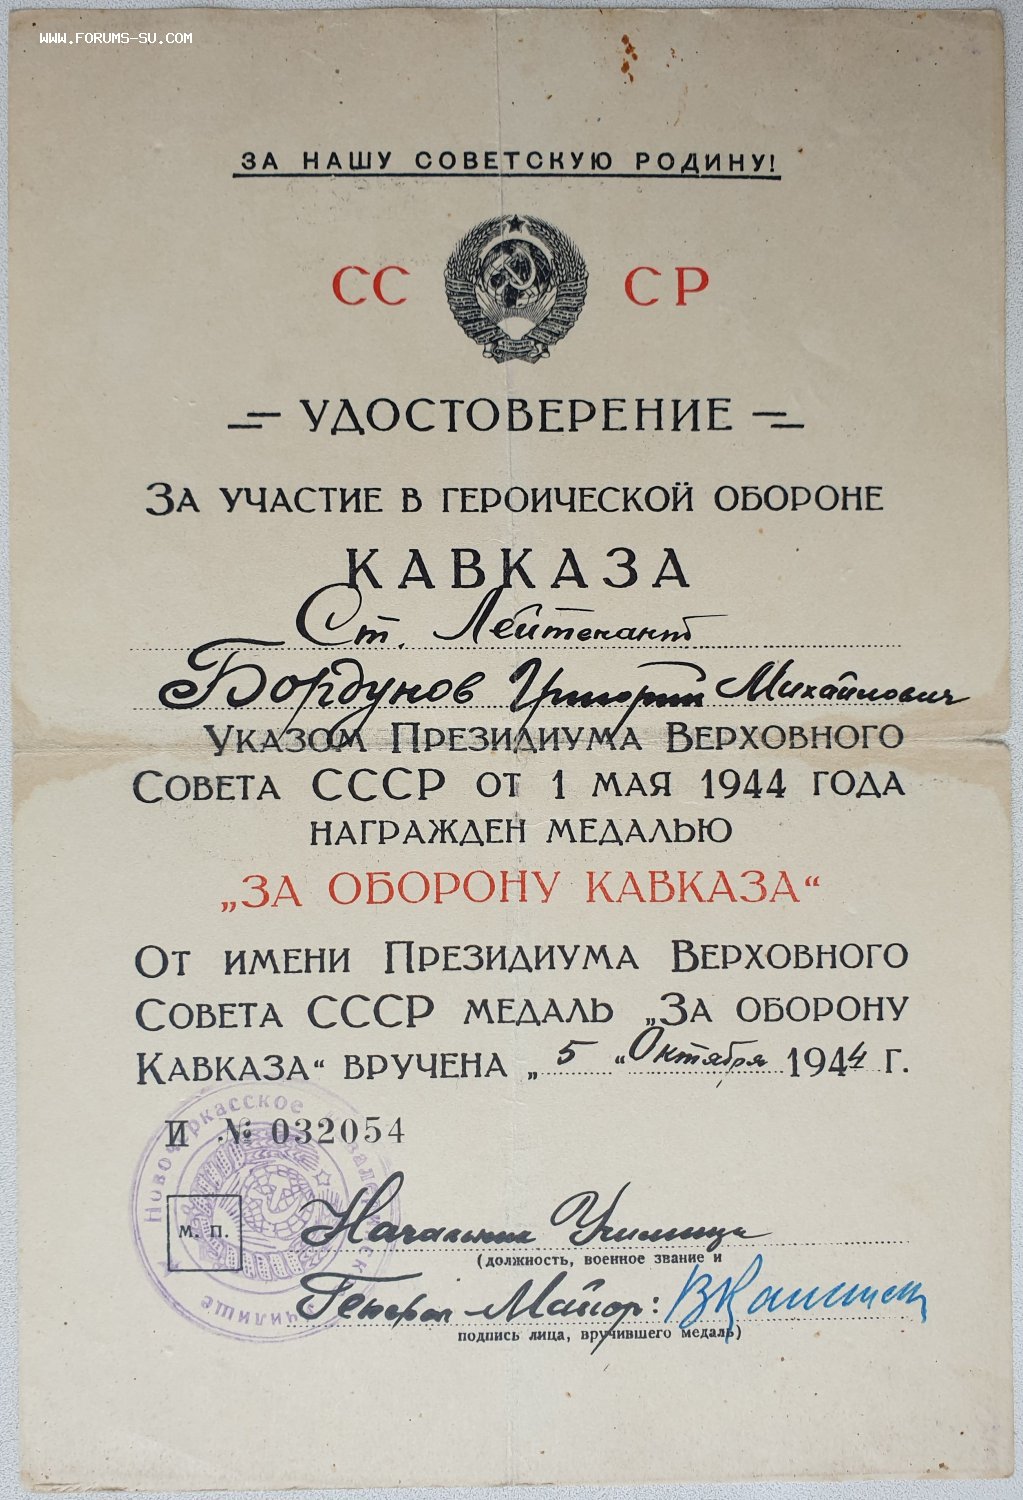 WWW.FORUMS-SU.COM
ЗА НАШУ СОВЕТСКУЮ РОДИНУ!
СС СР
УДОСТОВЕРЕНИЕ
ЗА УЧАСТИЕ В ГЕРОИЧЕСКОЙ ОБОРОНЕ
КАВКАЗА
Ст. Лейтенант
Бордунов Григорий Михайлович
УКАЗОМ ПРЕЗИДИУМА ВЕРХОВНОГО
СОВЕТА СССР ОТ 1 МАЯ 1944 ГОДА
НАГРАЖДЕН МЕДАЛЬЮ
„ЗА ОБОРОНУ КАВКАЗА“
ОТ ИМЕНИ ПРЕЗИДИУМА ВЕРХОВНОГО
СОВЕТА СССР МЕДАЛЬ „ЗА ОБОРОНУ
КАВКАЗА“ ВРУЧЕНА „ 5 “ Октября 1944 Г.
И № 032054
Новочеркасское училище
М. П.
Начальник Училища
(должность, военное звание и
Генерал-Майор:
подпись лица, вручившего медаль)